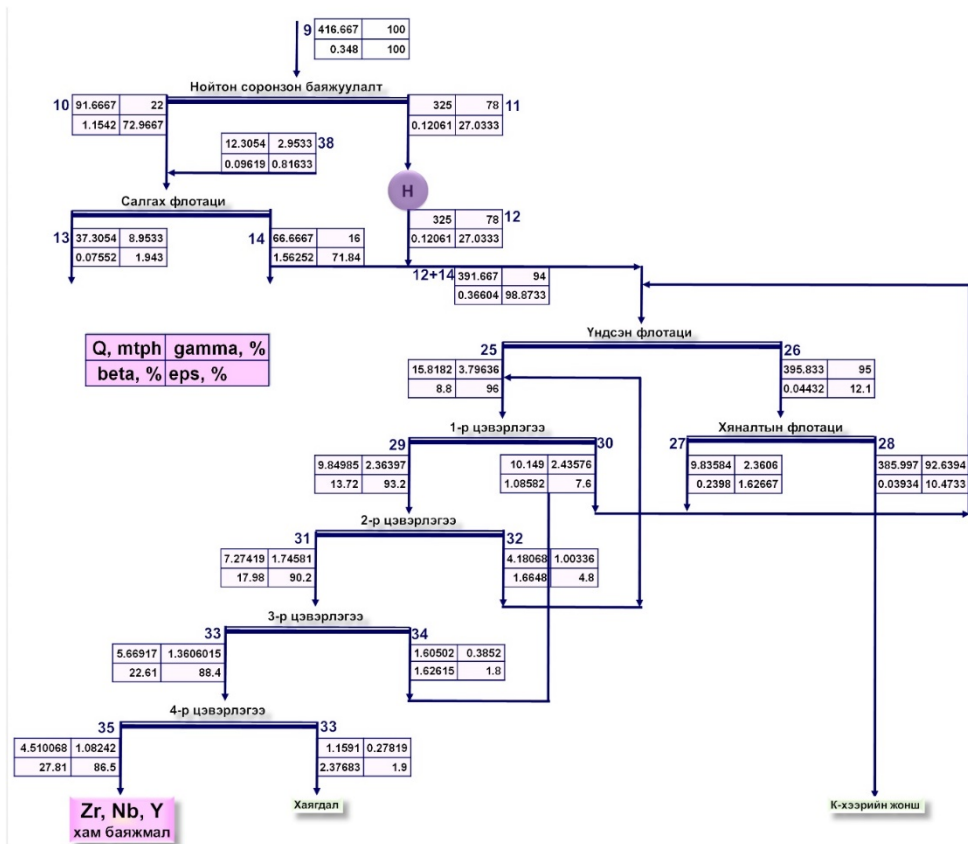 9 416.667 100
0.348 100
Нойтон соронзон баяжуулалт
10 91.6667 22
1.1542 72.9667
325 78 11
0.12061 27.0333
12.3054 2.9533 38
0.09619 0.81633
Н
Салгах флотаци
325 78 12
0.12061 27.0333
13 37.3054 8.9533
0.07552 1.943
14 66.6667 16
1.56252 71.84
12+14 391.667 94
0.36604 98.8733
Q, mtph gamma, %
beta, % eps, %
Үндсэн флотаци
25
15.8182 3.79636
8.8 96
26
395.833 95
0.04432 12.1
1-р цэвэрлэгээ
Хяналтын флотаци
29
9.84985 2.36397
13.72 93.2
30
10.149 2.43576
1.08582 7.6
27
9.83584 2.3606
0.2398 1.62667
28
385.997 92.6394
0.03934 10.4733
2-р цэвэрлэгээ
31
7.27419 1.74581
17.98 90.2
32
4.18068 1.00336
1.6648 4.8
3-р цэвэрлэгээ
33
5.66917 1.3606015
22.61 88.4
34
1.60502 0.3852
1.62615 1.8
4-р цэвэрлэгээ
35
4.510068 1.08242
27.81 86.5
33
1.1591 0.27819
2.37683 1.9
Zr, Nb, Y
хам баяжмал
Хаягдал
К-хээрийн жонш